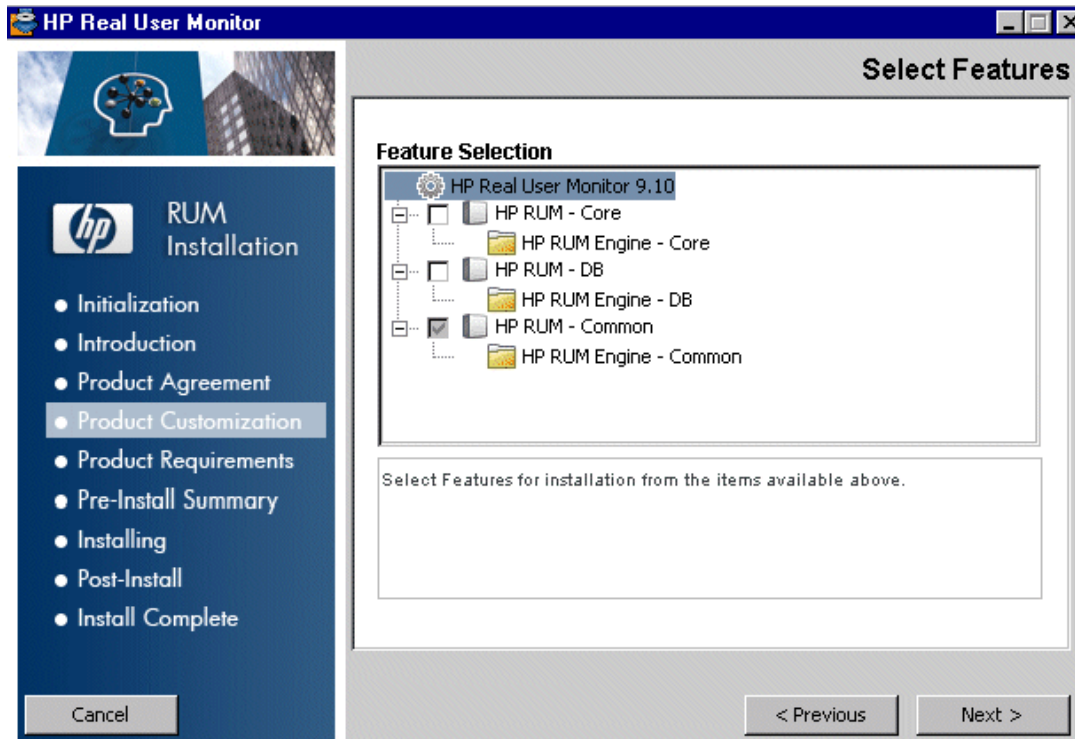 HP Real User Monitor
Select Features
hp
RUM
Installation
Initialization
Introduction
Product Agreement
Product Customization
Product Requirements
Pre-Install Summary
Installing
Post-Install
Install Complete
Feature Selection
HP Real User Monitor 9.10
HP RUM - Core
HP RUM Engine - Core
HP RUM - DB
HP RUM Engine - DB
HP RUM - Common
HP RUM Engine - Common
Select Features for installation from the items available above.
Cancel
< Previous
Next >